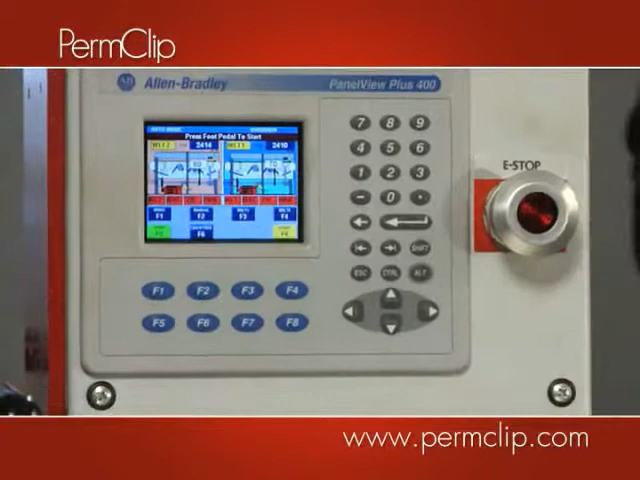 PermClip
AB Allen-Bradley PanelView Plus 400
Press Foot Pedal To Start
2414 2410
F1 F2 F3 F4
F6
7 8 9
4 5 6
1 2 3
- 0 .
SHIFT
ESC CTRL ALT
F1 F2 F3 F4
F5 F6 F7 F8
E-STOP
www.permclip.com